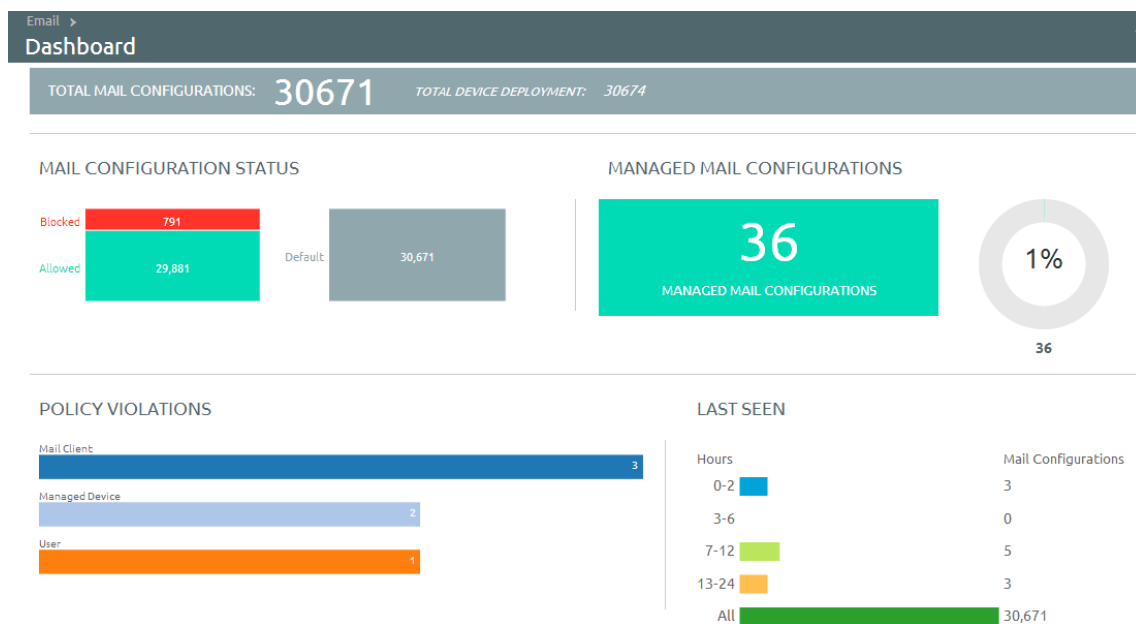 Email >
Dashboard
TOTAL MAIL CONFIGURATIONS: 30671 TOTAL DEVICE DEPLOYMENT: 30674
MAIL CONFIGURATION STATUS
Blocked 791
Allowed 29,881
Default 30,671
MANAGED MAIL CONFIGURATIONS
36
MANAGED MAIL CONFIGURATIONS
1%
36
POLICY VIOLATIONS
Mail Client
3
Managed Device
2
User
1
LAST SEEN
Hours Mail Configurations
0-2 3
3-6 0
7-12 5
13-24 3
All 30,671